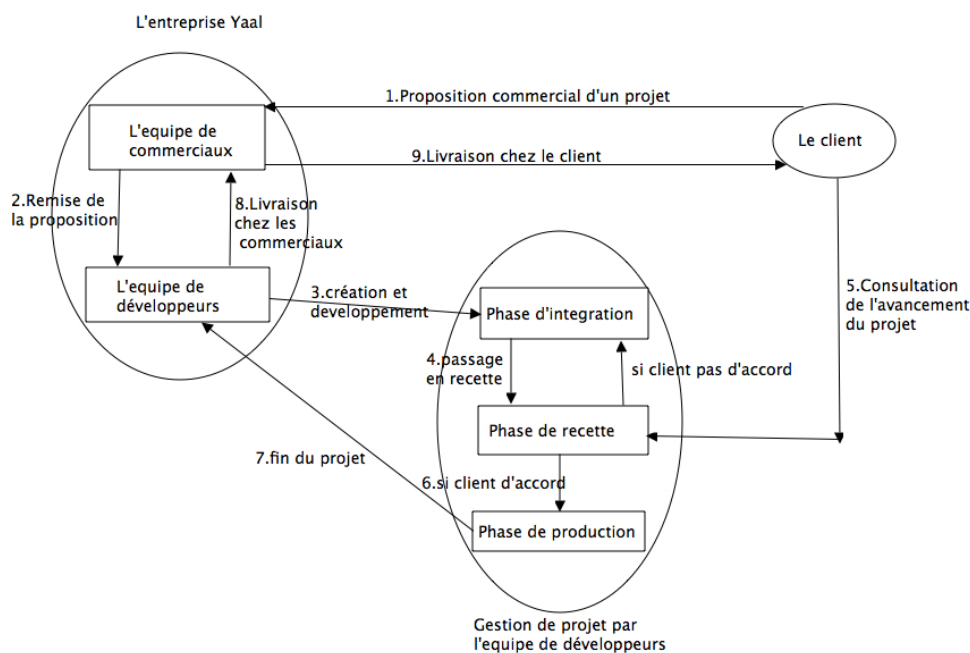 L'entreprise Yaal
1.Proposition commercial d'un projet
L'equipe de
commerciaux
Le client
9.Livraison chez le client
2.Remise de
la proposition
8.Livraison
chez les
commerciaux
L'equipe de
développeurs
3.création et
developpement
Phase d'integration
5.Consultation
de l'avancement
du projet
4.passage
en recette
si client pas d'accord
Phase de recette
7.fin du projet
6.si client d'accord
Phase de production
Gestion de projet par
l'equipe de développeurs